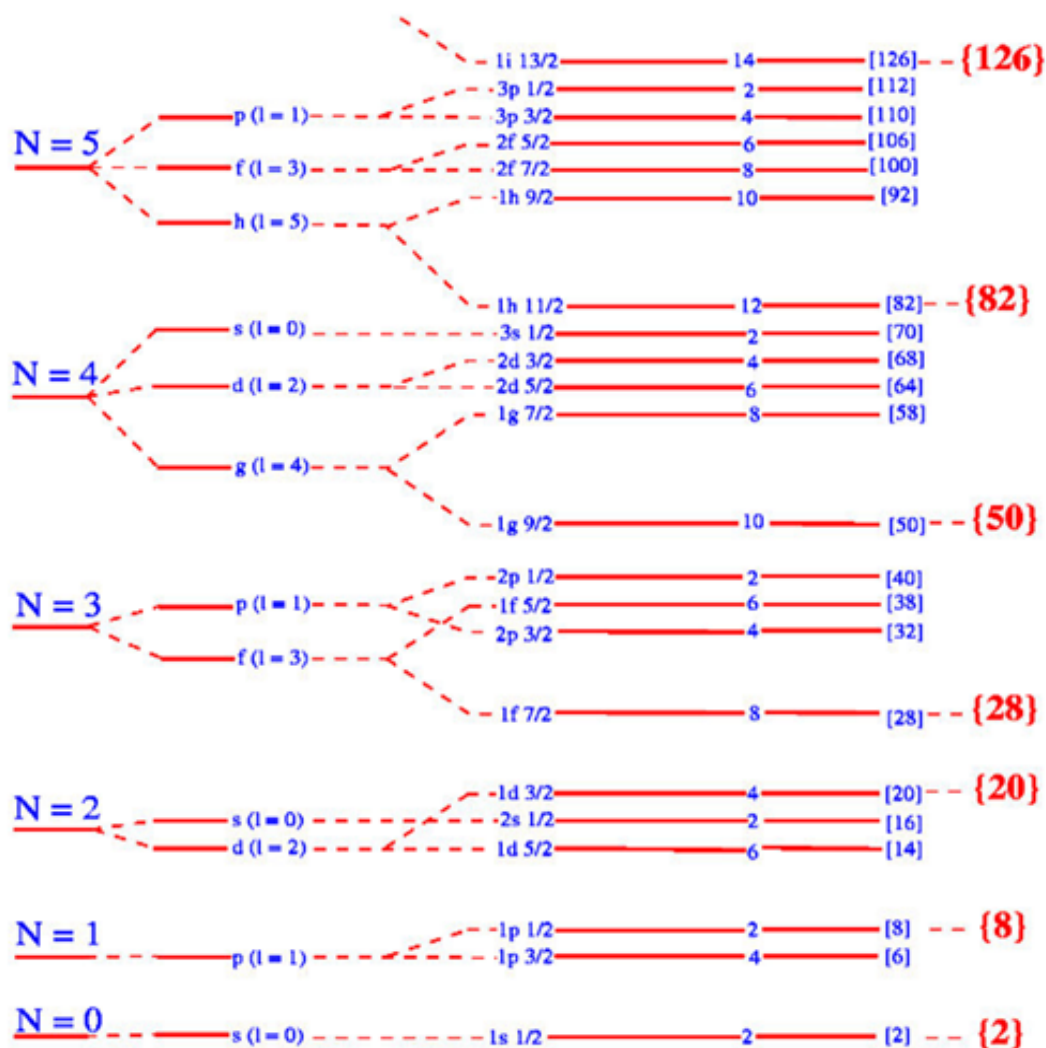 1i 13/2 14 [126] {126}
3p 1/2 2 [112]
p (l = 1) 3p 3/2 4 [110]
N = 5 2f 5/2 6 [106]
f (l = 3) 2f 7/2 8 [100]
1h 9/2 10 [92]
h (l = 5)
1h 11/2 12 [82] {82}
s (l = 0) 3s 1/2 2 [70]
2d 3/2 4 [68]
N = 4 d (l = 2) 2d 5/2 6 [64]
1g 7/2 8 [58]
g (l = 4)
1g 9/2 10 [50] {50}
2p 1/2 2 [40]
N = 3 p (l = 1) 1f 5/2 6 [38]
2p 3/2 4 [32]
f (l = 3)
1f 7/2 8 [28] {28}
1d 3/2 4 [20] {20}
N = 2 s (l = 0) 2s 1/2 2 [16]
d (l = 2) 1d 5/2 6 [14]
N = 1 1p 1/2 2 [8] {8}
p (l = 1) 1p 3/2 4 [6]
N = 0 s (l = 0) 1s 1/2 2 [2] {2}